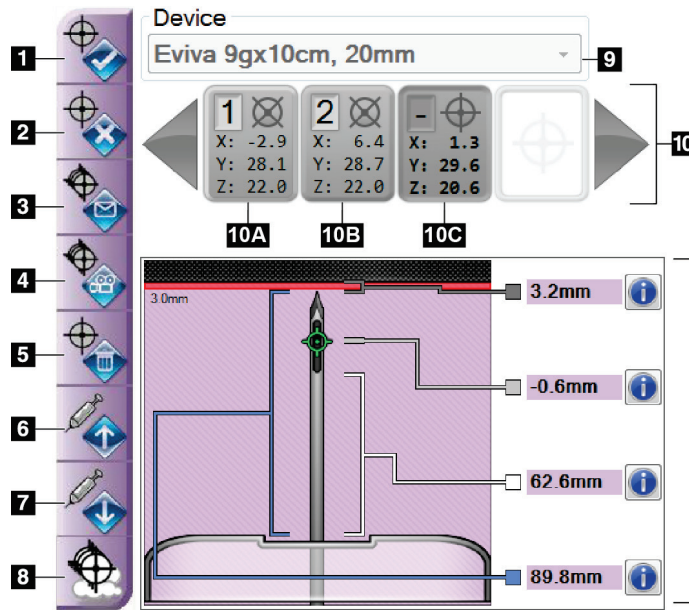 Device
1
Eviva 9gx10cm, 20mm
9
2
1
2
-
X: -2.9
X: 6.4
X: 1.3
Y: 28.1
Y: 28.7
Y: 29.6
Z: 22.0
Z: 22.0
Z: 20.6
10
3
10A
10B
10C
4
3.0mm
3.2mm
i
5
-0.6mm
i
6
7
62.6mm
i
8
89.8mm
i